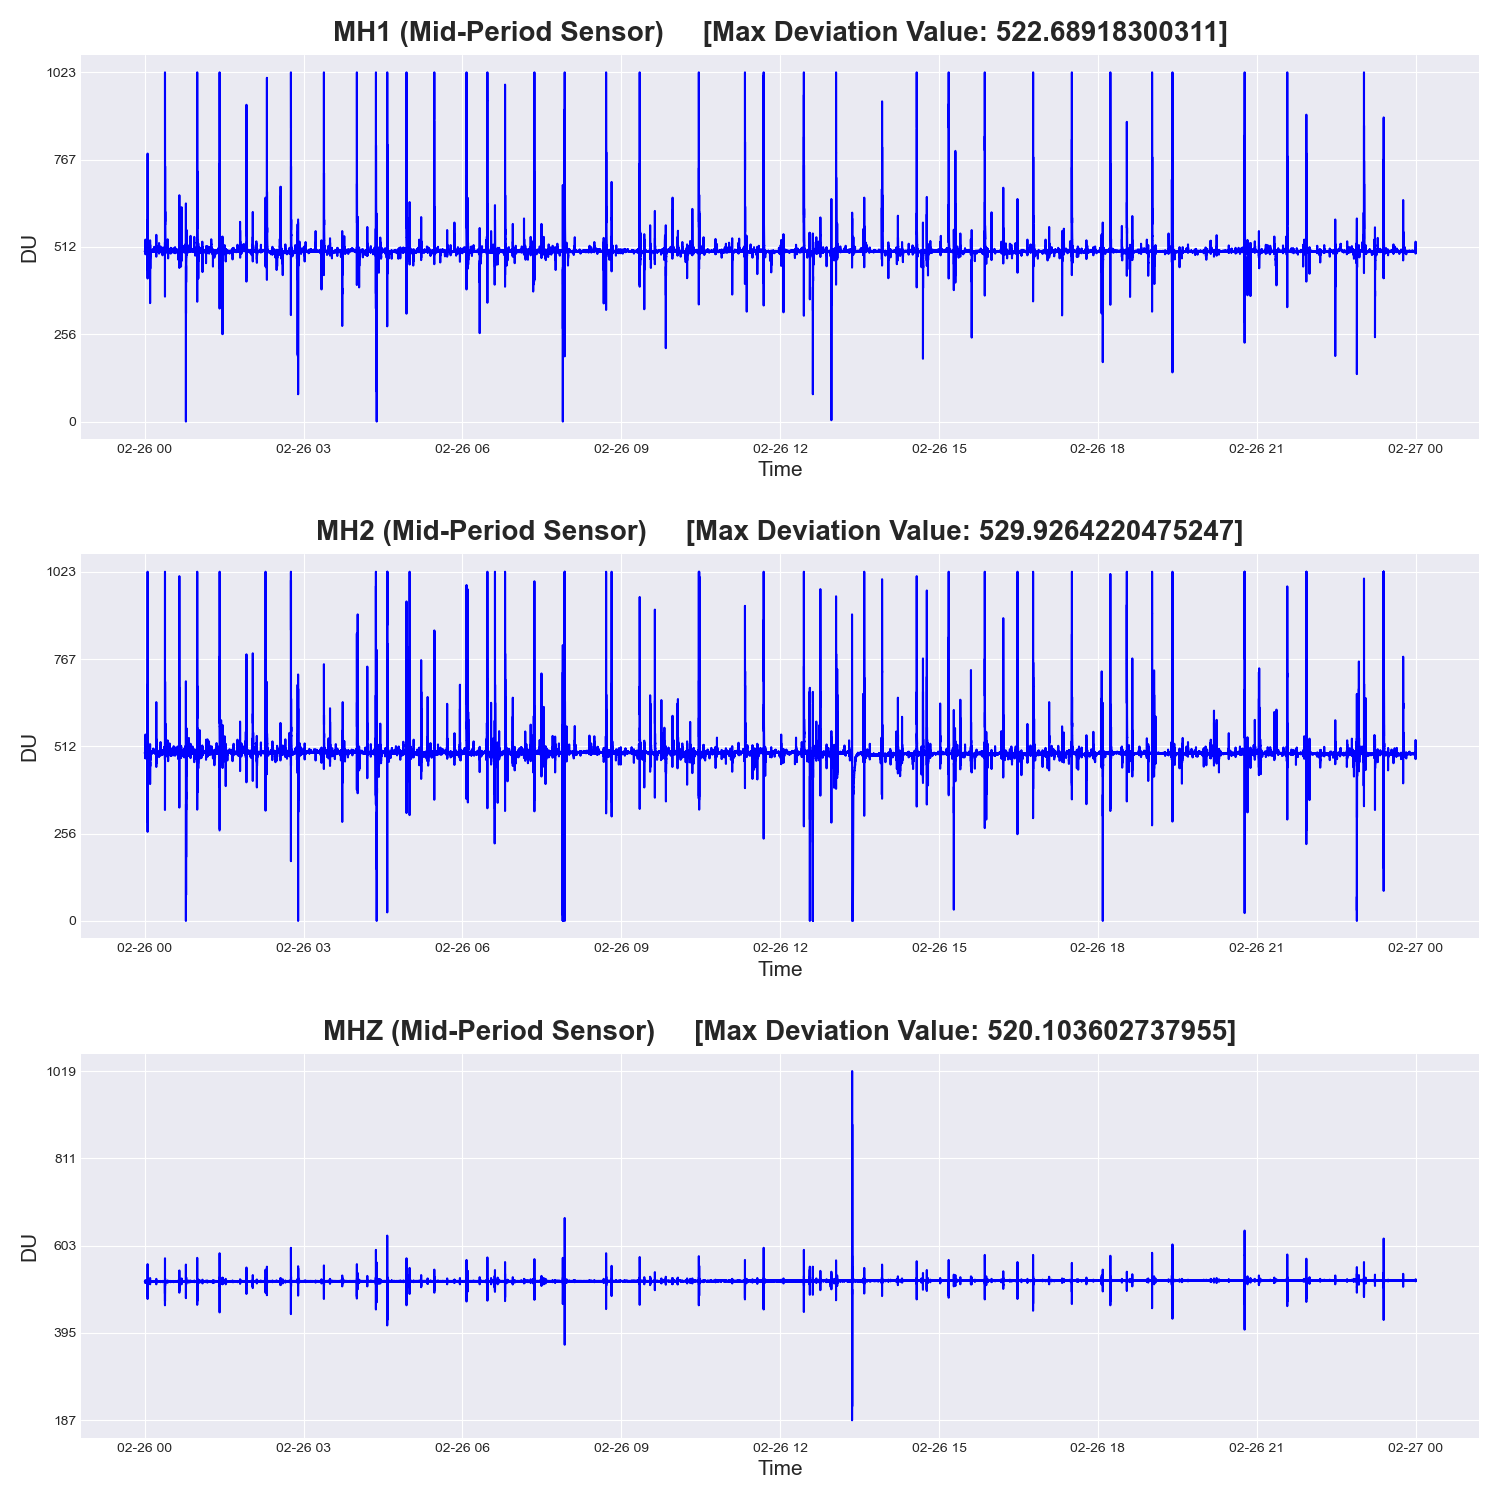 MH1 (Mid-Period Sensor) [Max Deviation Value: 522.68918300311]
1023
767
512
256
0
DU
02-26 00 02-26 03 02-26 06 02-26 09 02-26 12 02-26 15 02-26 18 02-26 21 02-27 00
Time
MH2 (Mid-Period Sensor) [Max Deviation Value: 529.9264220475247]
1023
767
512
256
0
DU
02-26 00 02-26 03 02-26 06 02-26 09 02-26 12 02-26 15 02-26 18 02-26 21 02-27 00
Time
MHZ (Mid-Period Sensor) [Max Deviation Value: 520.103602737955]
1019
811
603
395
187
DU
02-26 00 02-26 03 02-26 06 02-26 09 02-26 12 02-26 15 02-26 18 02-26 21 02-27 00
Time